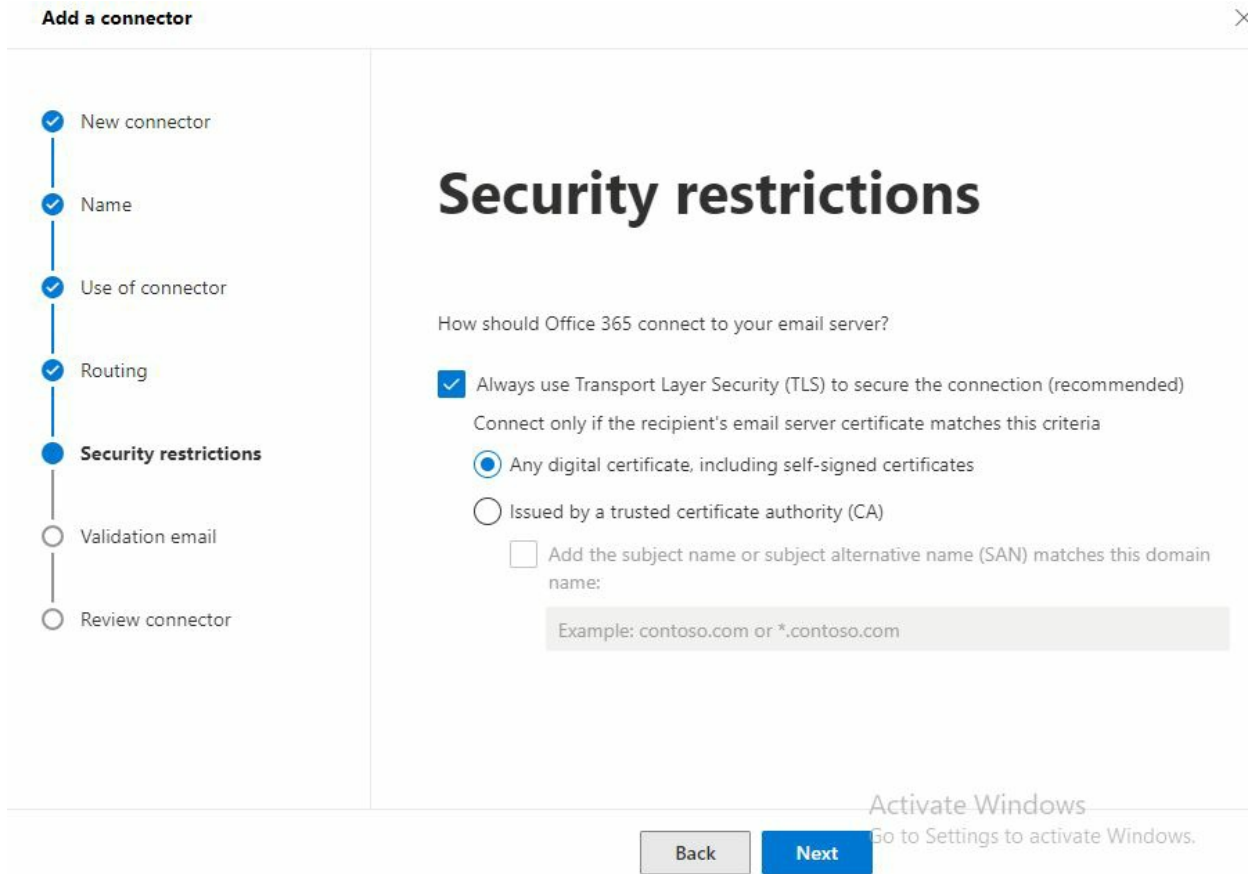 Add a connector
New connector
Name
Use of connector
Routing
Security restrictions
Validation email
Review connector
Security restrictions
How should Office 365 connect to your email server?
Always use Transport Layer Security (TLS) to secure the connection (recommended)
Connect only if the recipient's email server certificate matches this criteria
Any digital certificate, including self-signed certificates
Issued by a trusted certificate authority (CA)
Add the subject name or subject alternative name (SAN) matches this domain
name:
Example: contoso.com or *.contoso.com
Activate Windows
Go to Settings to activate Windows.
Back
Next